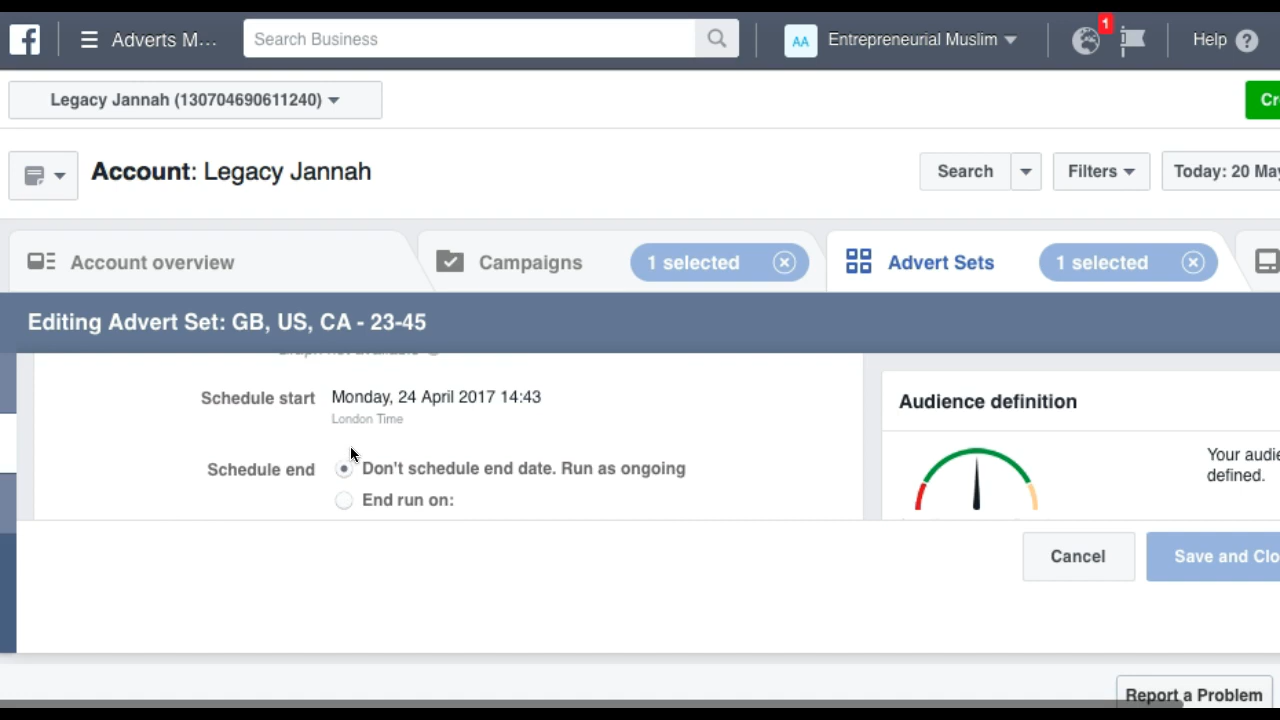 f Adverts M... Search Business AA Entrepreneurial Muslim 1 Help ?
Legacy Jannah (130704690611240)
Cr
Account: Legacy Jannah
Search Filters Today: 20 May
Account overview Campaigns 1 selected Advert Sets 1 selected
Editing Advert Set: GB, US, CA - 23-45
Schedule start Monday, 24 April 2017 14:43
London Time
Schedule end Don't schedule end date. Run as ongoing
End run on:
Audience definition
Your audie
defined.
Cancel Save and Clo
Report a Problem